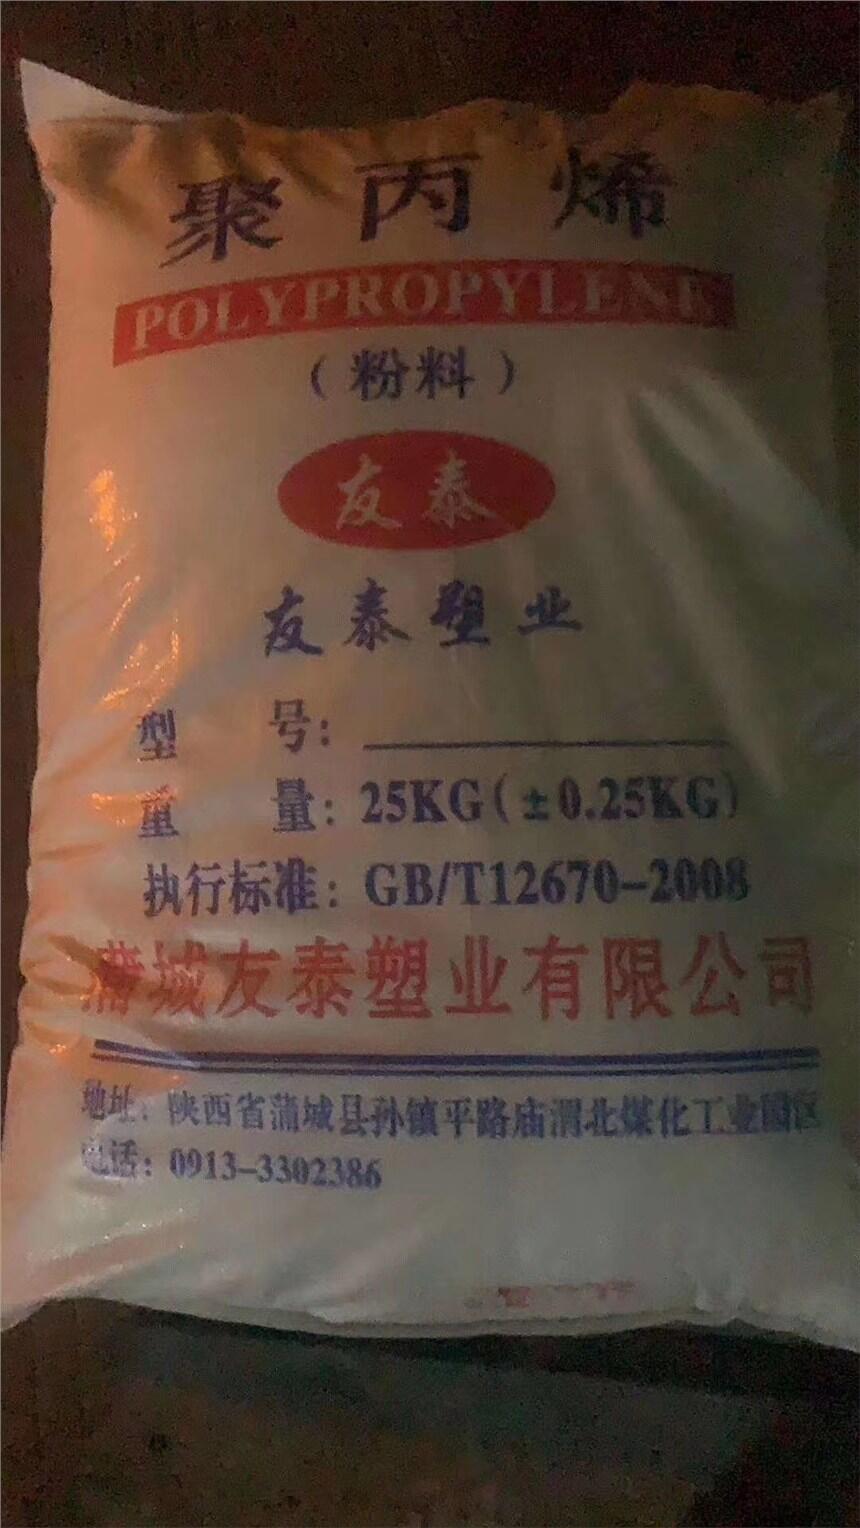 聚丙烯
POLYPROPYLENE
（粉料）
友泰
友泰塑业
型 号：
重 量：25KG（±0.25KG）
执行标准：GB/T12670-2008
蒲城友泰塑业有限公司
地址：陕西省蒲城县孙镇平路庙渭北煤化工业园区
电话：0913-3302386